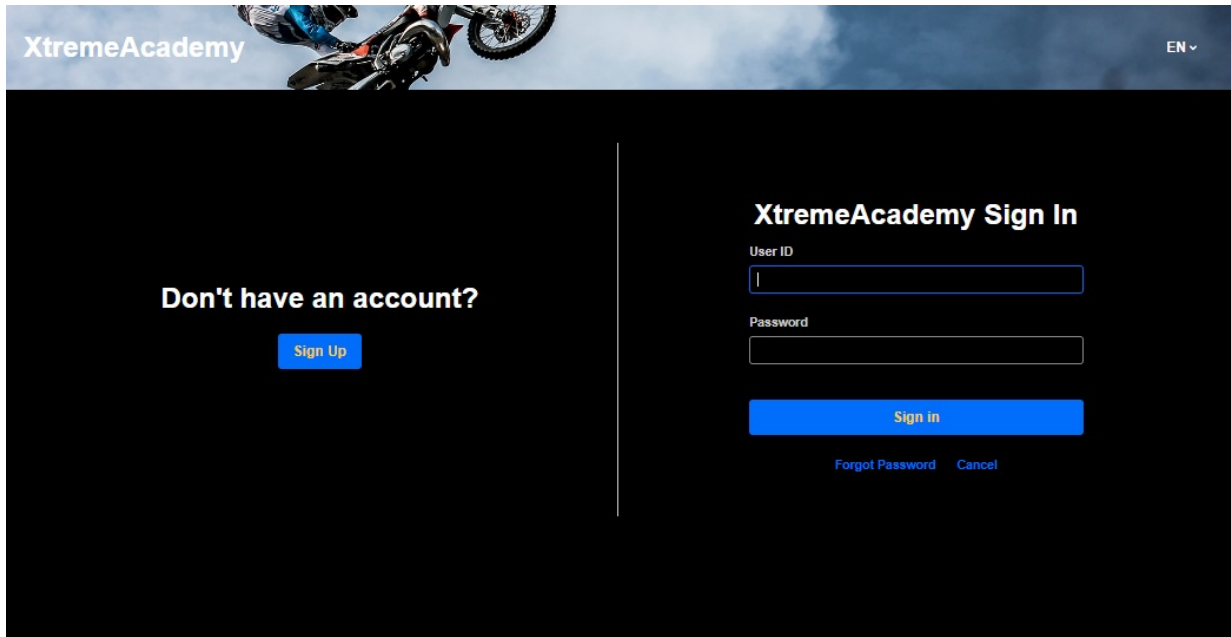 XtremeAcademy
EN
Don't have an account?
Sign Up
XtremeAcademy Sign In
User ID
Password
Sign in
Forgot Password Cancel